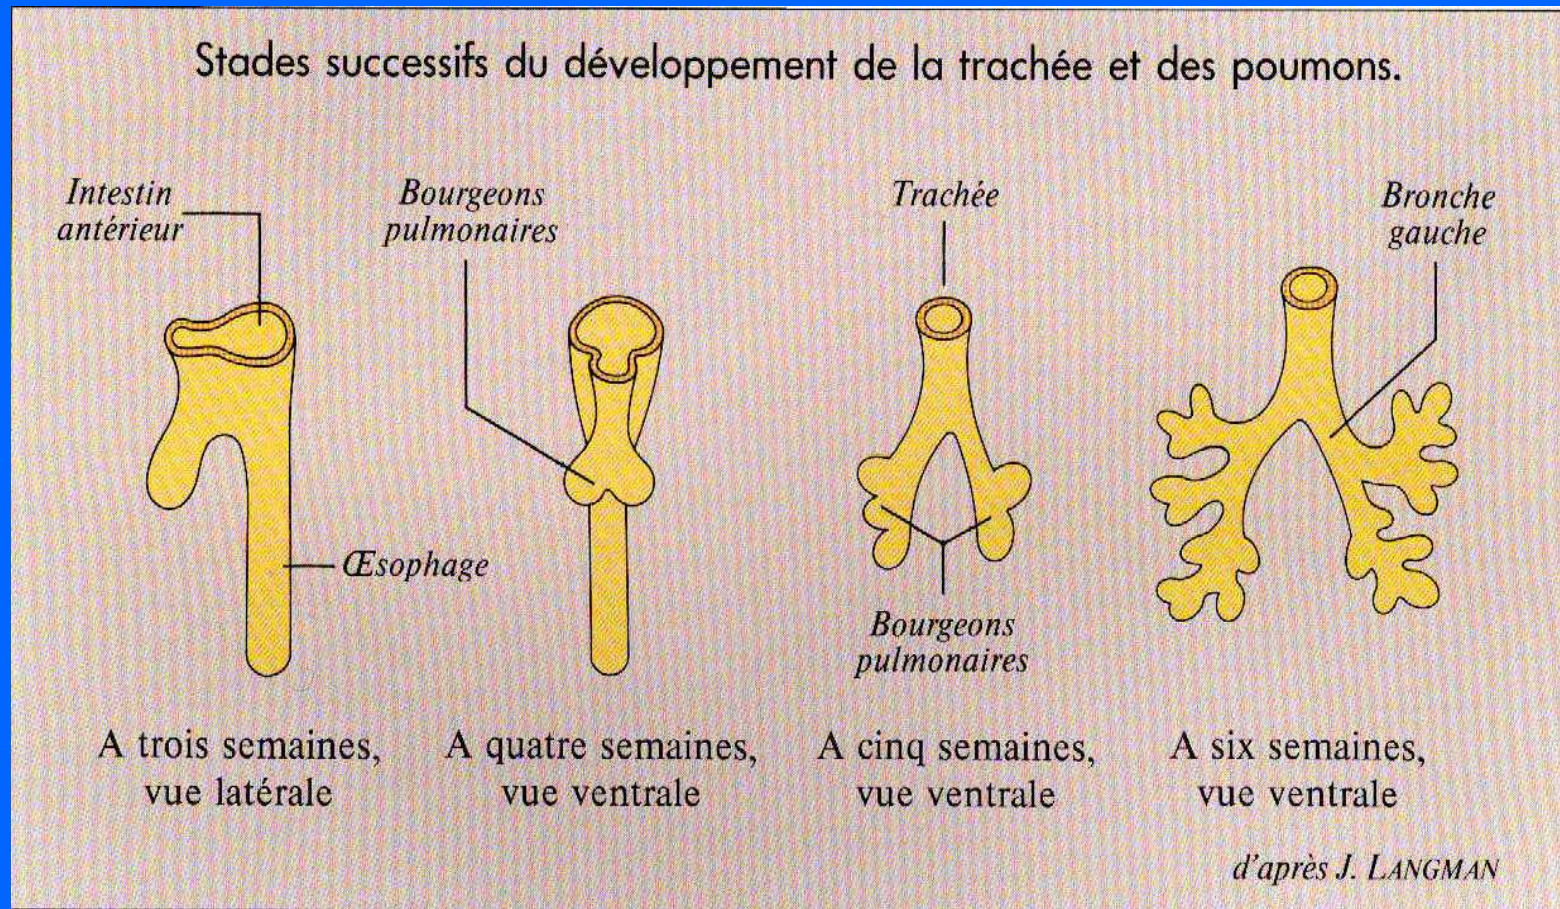 Stades successifs du développement de la trachée et des poumons.
Intestin
antérieur
Bourgeons
pulmonaires
Trachée
Bronche
gauche
Œsophage
Bourgeons
pulmonaires
A trois semaines,
vue latérale
A quatre semaines,
vue ventrale
A cinq semaines,
vue ventrale
A six semaines,
vue ventrale
d'après J. LANGMAN